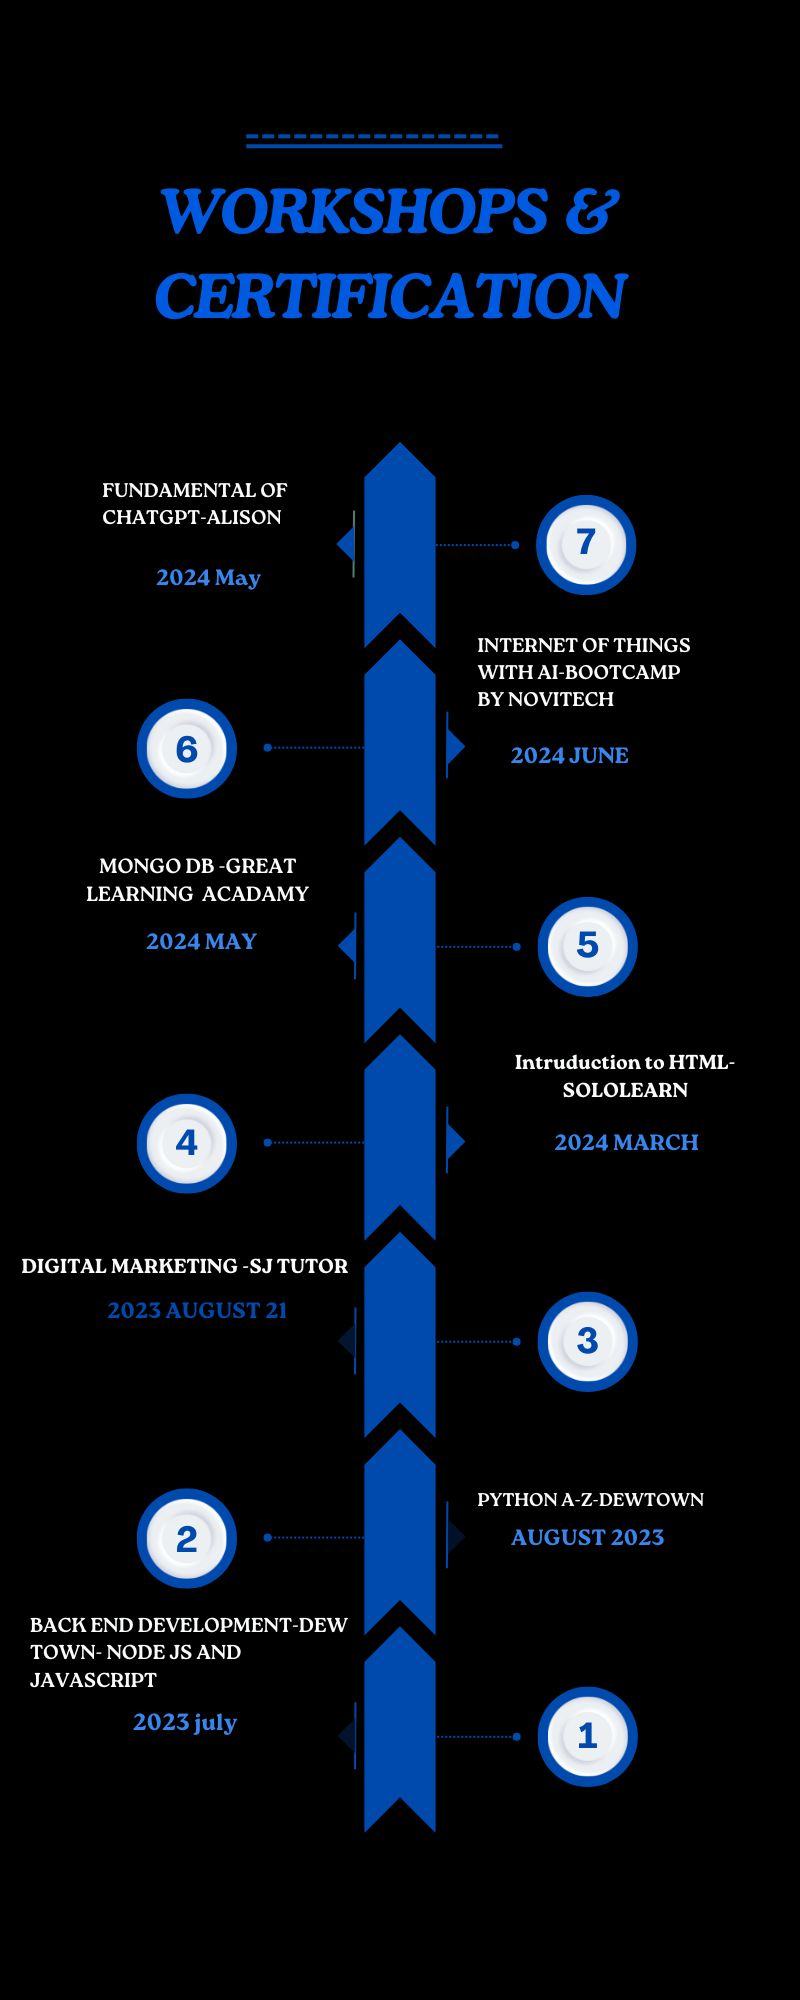 WORKSHOPS &
CERTIFICATION
FUNDAMENTAL OF
CHATGPT-ALISON
2024 May
7
INTERNET OF THINGS
WITH AI-BOOTCAMP
BY NOVITECH
2024 JUNE
6
MONGO DB -GREAT
LEARNING ACADAMY
2024 MAY
5
Intruduction to HTML-
SOLOLEARN
2024 MARCH
4
DIGITAL MARKETING -SJ TUTOR
2023 AUGUST 21
3
PYTHON A-Z-DEWTOWN
AUGUST 2023
2
BACK END DEVELOPMENT-DEW
TOWN- NODE JS AND
JAVASCRIPT
2023 july
1